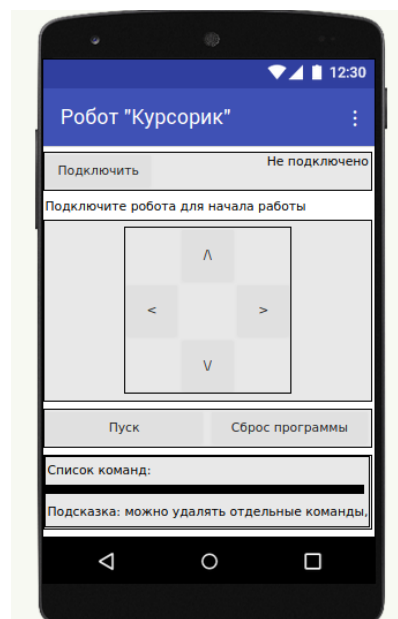 12:30
Робот "Курсорик"
Подключить
Не подключено
Подключите робота для начала работы
/\
<
>
\/
Пуск
Сброс программы
Список команд:
Подсказка: можно удалять отдельные команды,